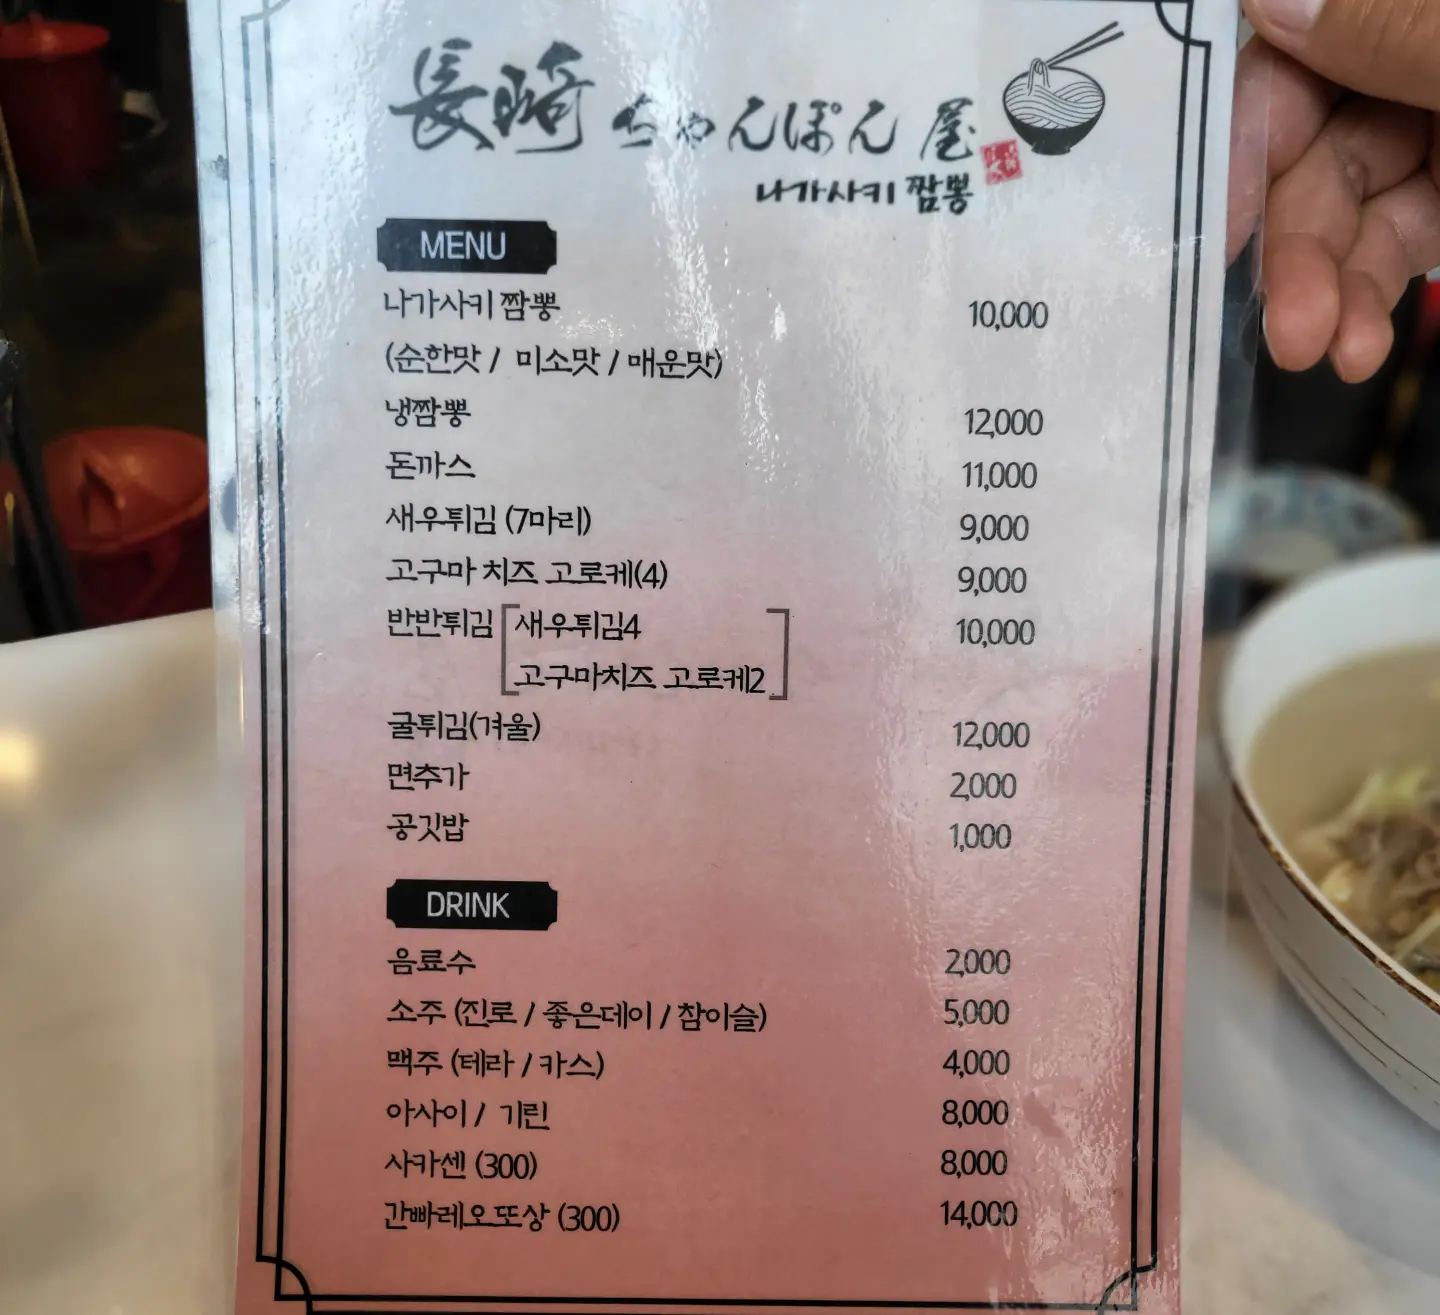 長崎 ちゃんぽん 屋
나가사키 짬뽕
MENU
나가사키 짬뽕 10,000
(순한맛 / 미소맛 / 매운맛)
냉짬뽕 12,000
돈까스 11,000
새우튀김 (7마리) 9,000
고구마 치즈 고로케(4) 9,000
반반튀김 [새우튀김4 10,000
고구마치즈 고로케2]
굴튀김(겨울) 12,000
면추가 2,000
공깃밥 1,000
DRINK
음료수 2,000
소주 (진로 / 좋은데이 / 참이슬) 5,000
맥주 (테라 / 카스) 4,000
아사이 / 기린 8,000
사카센 (300) 8,000
간빠레오또상 (300) 14,000